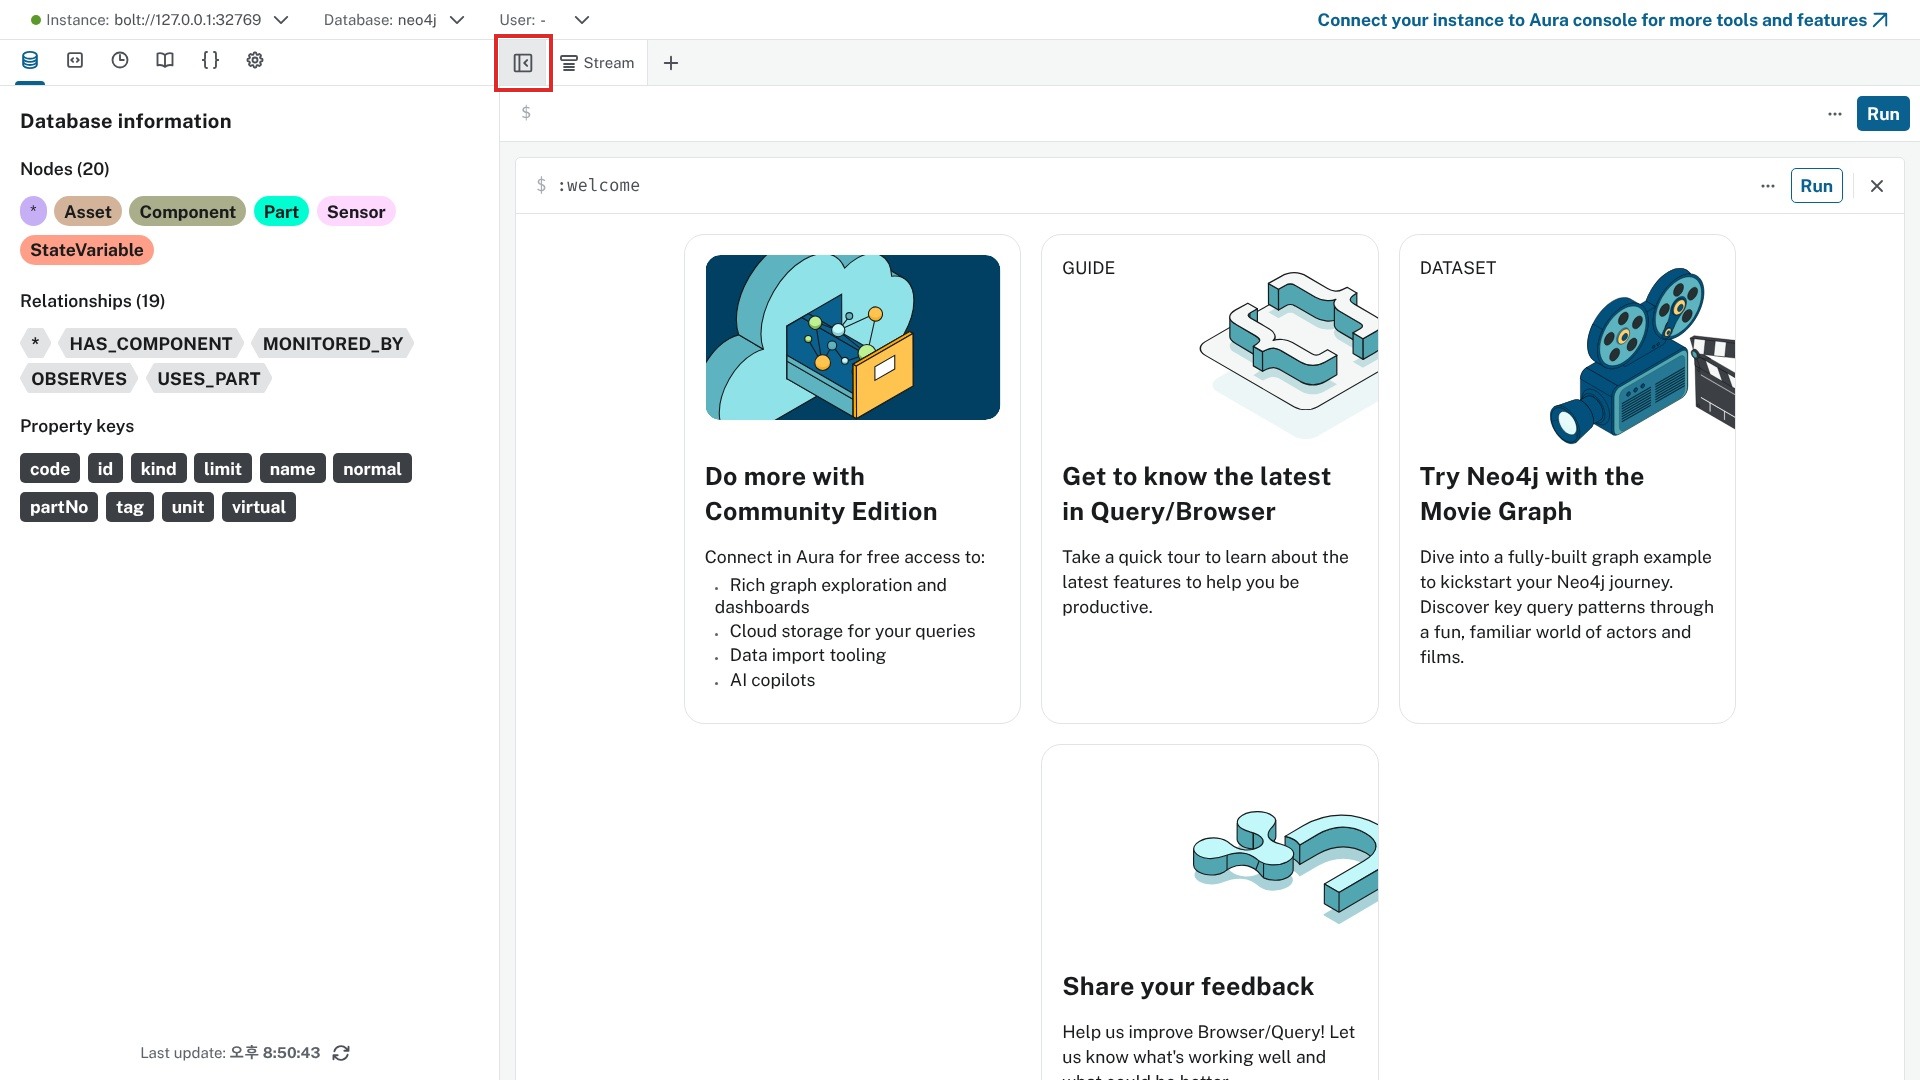 Instance: bolt://127.0.0.1:32769
Database: neo4j
User: -
Connect your instance to Aura console for more tools and features
Stream
Database information
Nodes (20)
* Asset Component Part Sensor
StateVariable
Relationships (19)
* HAS_COMPONENT MONITORED_BY
OBSERVES USES_PART
Property keys
code id kind limit name normal
partNo tag unit virtual
Last update: 오후 8:50:43
$
... Run
$ :welcome
... Run
Do more with
Community Edition
Connect in Aura for free access to:
· Rich graph exploration and
dashboards
· Cloud storage for your queries
· Data import tooling
· AI copilots
GUIDE
Get to know the latest
in Query/Browser
Take a quick tour to learn about the
latest features to help you be
productive.
DATASET
Try Neo4j with the
Movie Graph
Dive into a fully-built graph example
to kickstart your Neo4j journey.
Discover key query patterns through
a fun, familiar world of actors and
films.
Share your feedback
Help us improve Browser/Query! Let
us know what's working well and
what could be better